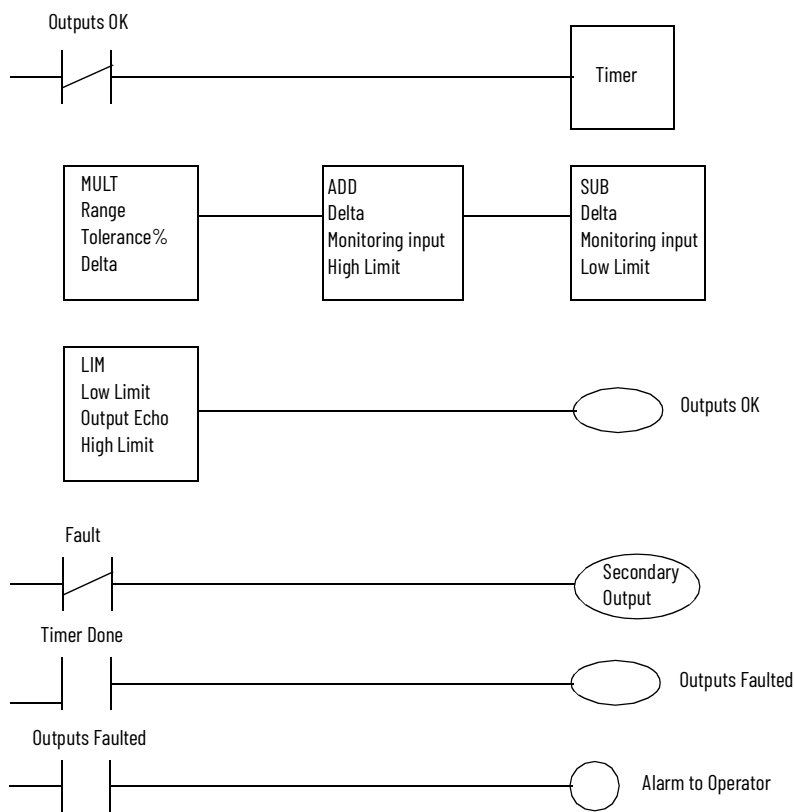 Outputs OK
Timer
MULT
Range
Tolerance%
Delta
ADD
Delta
Monitoring input
High Limit
SUB
Delta
Monitoring input
Low Limit
LIM
Low Limit
Output Echo
High Limit
Outputs OK
Fault
Secondary
Output
Timer Done
Outputs Faulted
Outputs Faulted
Alarm to Operator